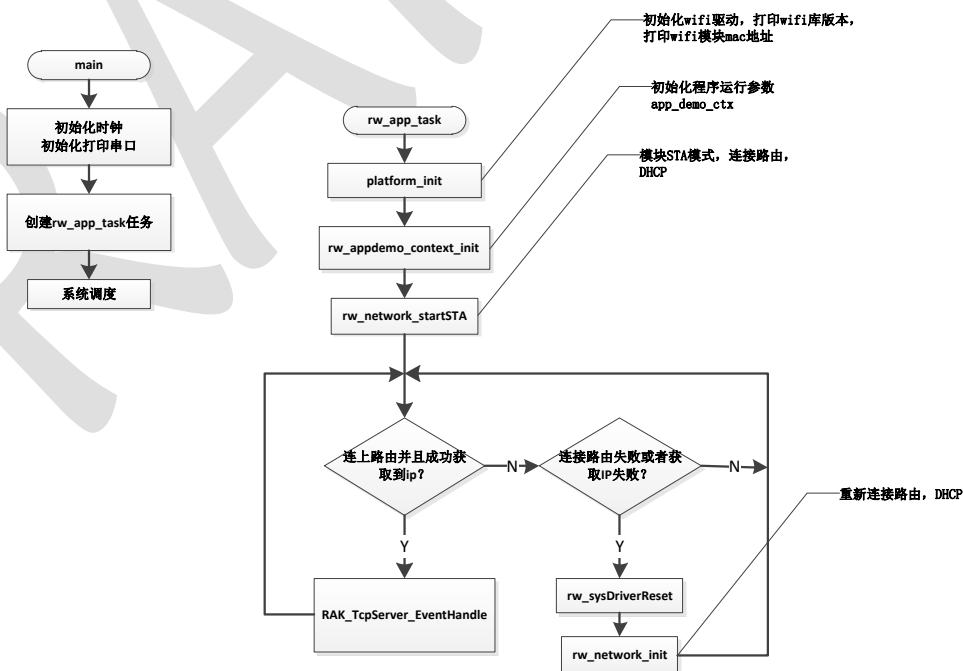 初始化wifi驱动，打印wifi库版本，
打印wifi模块mac地址
main
初始化时钟
初始化打印串口
创建rw_app_task任务
系统调度
初始化程序运行参数
app_demo_ctx
rw_app_task
platform_init
模块STA模式，连接路由，
DHCP
rw_appdemo_context_init
rw_network_startSTA
连上路由并且成功获
取到ip？
N
连接路由失败或者获
取IP失败？
N
重新连接路由，DHCP
Y
Y
RAK_TcpServer_EventHandle
rw_sysDriverReset
rw_network_init